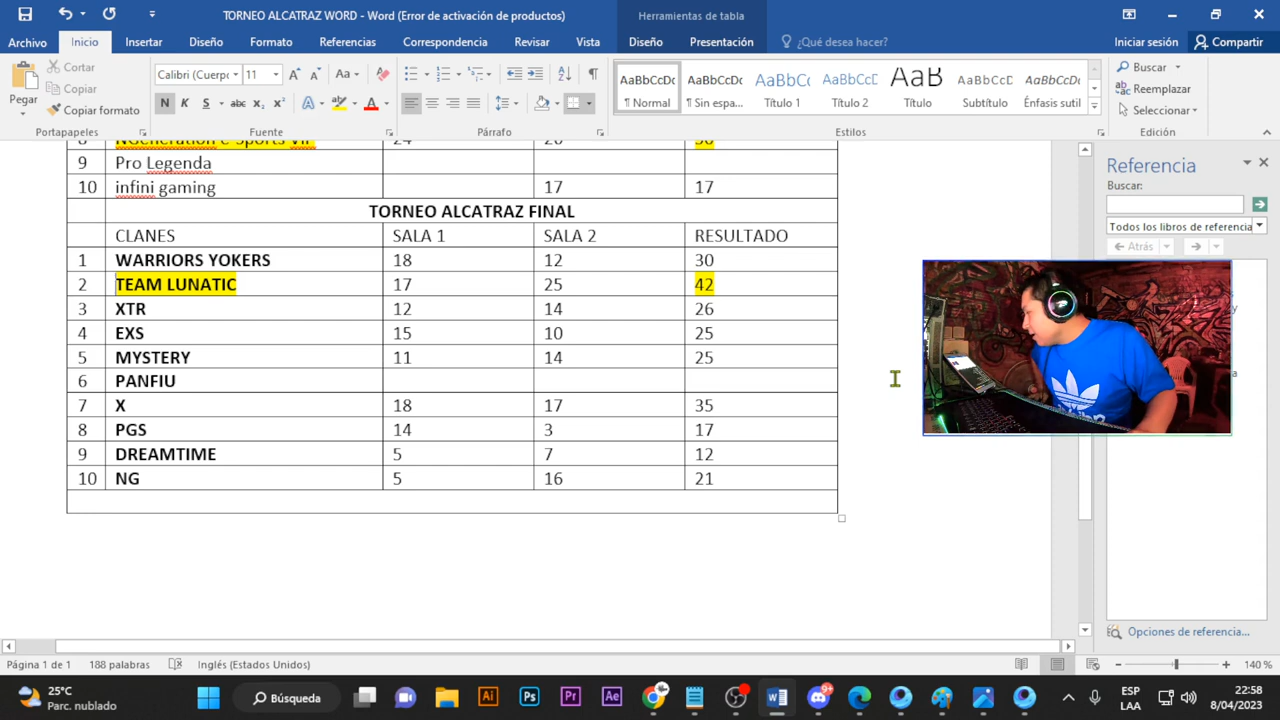 TORNEO ALCATRAZ WORD - Word (Error de activación de productos)
Herramientas de tabla
Archivo Inicio Insertar Diseño Formato Referencias Correspondencia Revisar Vista Diseño Presentación ¿Qué desea hacer? Iniciar sesión Compartir
Pegar
Cortar
Copiar
Copiar formato
Portapapeles
Calibri (Cuerp 11
N K S abc x₂ x²
Fuente
Párrafo
AaBbCcDc AaBbCcDc AaBbCcI AaBbCcD AaB AaBbCcD AaBbCcDc
¶ Normal ¶ Sin espa... Título 1 Título 2 Título Subtítulo Énfasis sutil
Estilos
Buscar
Reemplazar
Seleccionar
Edición
9 Pro Legenda
10 infini gaming 17 17
TORNEO ALCATRAZ FINAL
CLANES SALA 1 SALA 2 RESULTADO
1 WARRIORS YOKERS 18 12 30
2 TEAM LUNATIC 17 25 42
3 XTR 12 14 26
4 EXS 15 10 25
5 MYSTERY 11 14 25
6 PANFIU
7 X 18 17 35
8 PGS 14 3 17
9 DREAMTIME 5 7 12
10 NG 5 16 21
Referencia
Buscar:
Todos los libros de referencia
Atrás
Opciones de referencia...
Página 1 de 1 188 palabras Inglés (Estados Unidos) 140 %
25°C
Parc. nublado
Búsqueda
ESP
LAA
22:58
8/04/2023